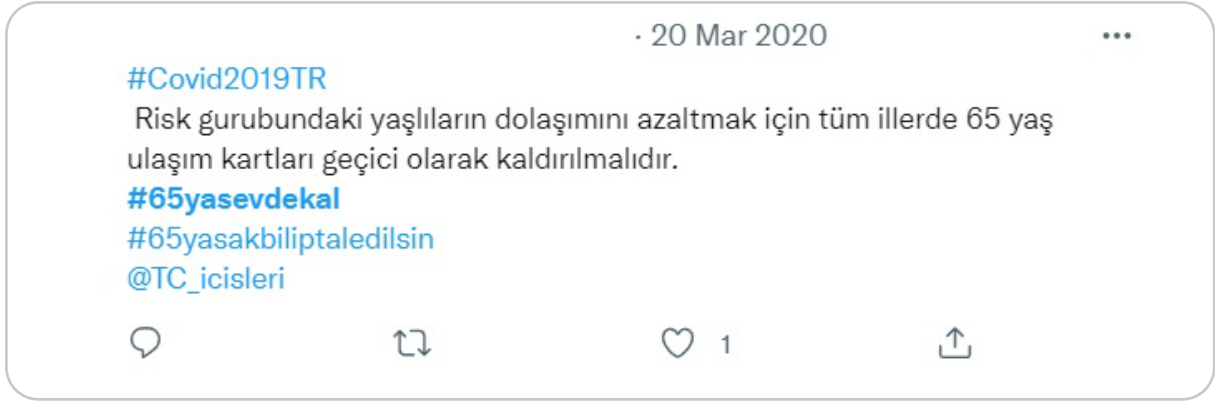 · 20 Mar 2020
#Covid2019TR
Risk gurubundaki yaşlıların dolaşımını azaltmak için tüm illerde 65 yaş
ulaşım kartları geçici olarak kaldırılmalıdır.
#65yasevdekal
#65yasakbiliptaledilsin
@TC_icisleri
1